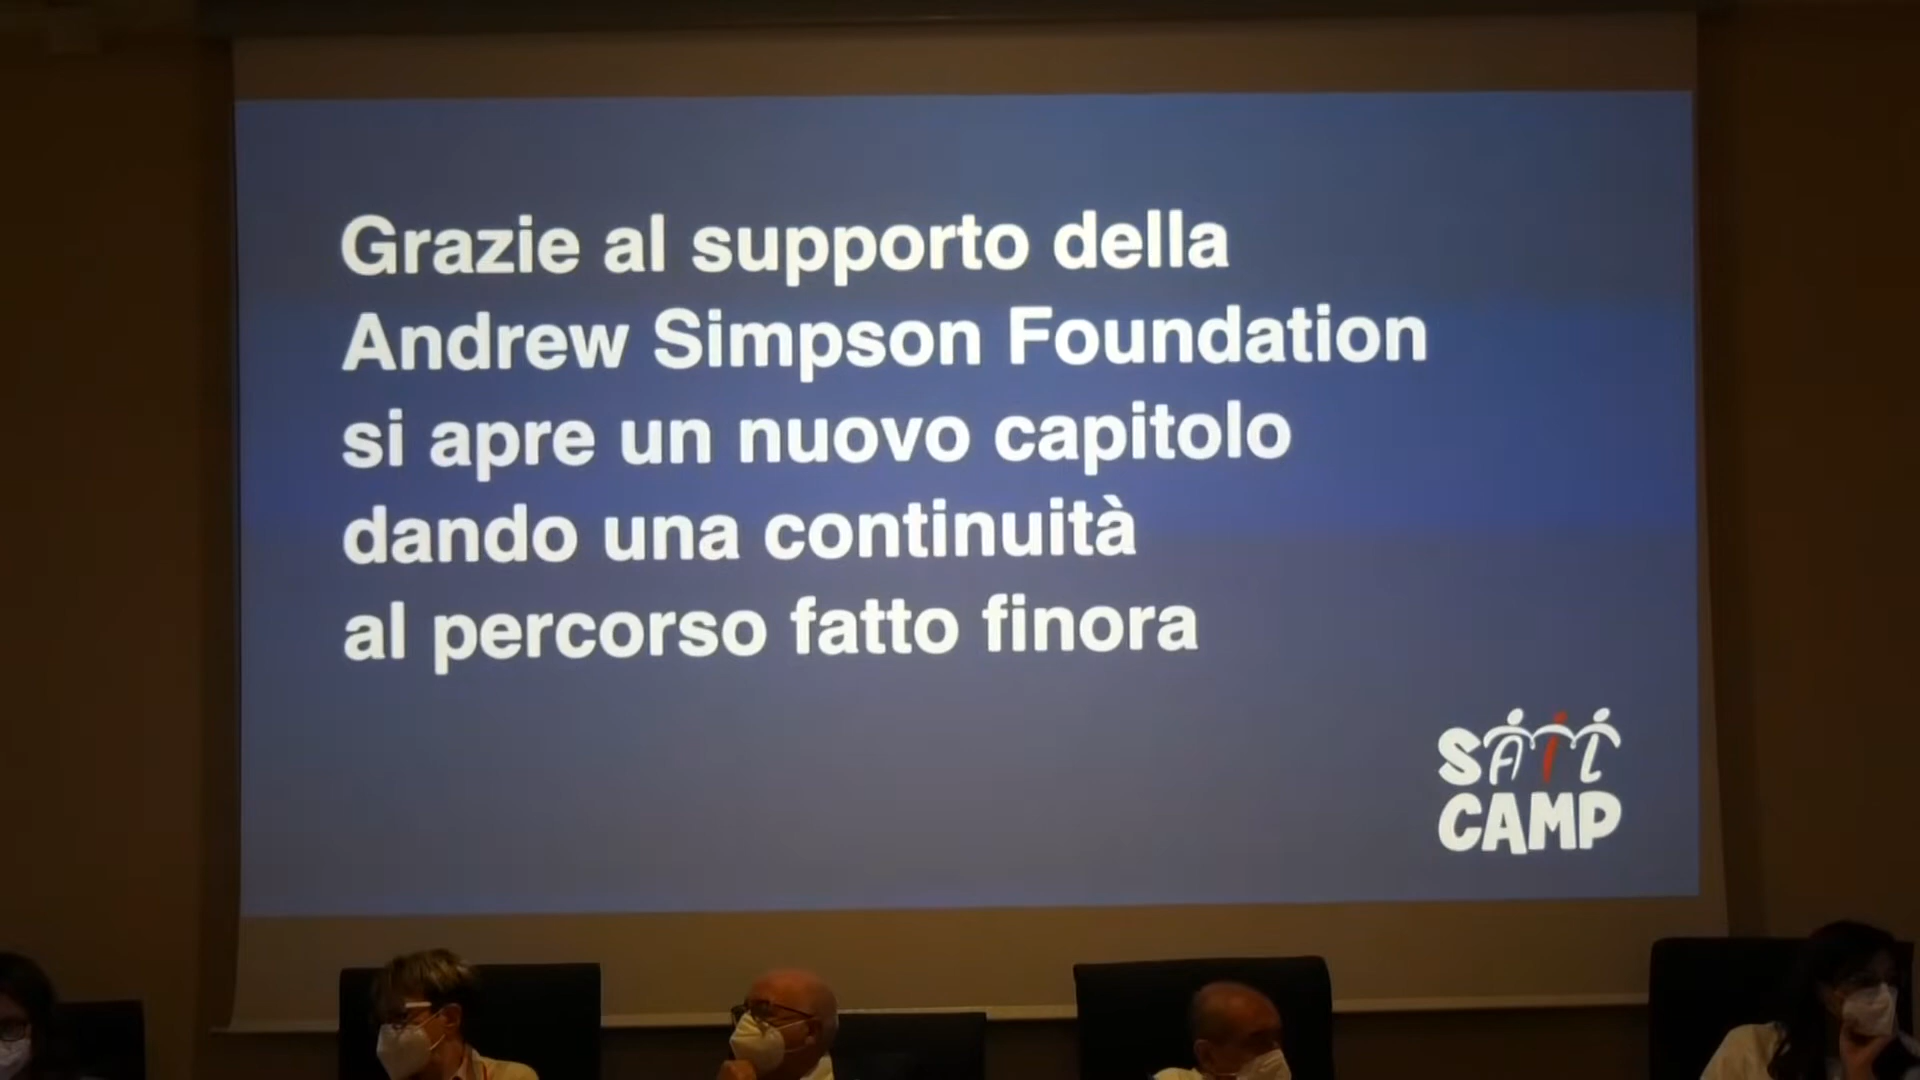 Grazie al supporto della
Andrew Simpson Foundation
si apre un nuovo capitolo
dando una continuità
al percorso fatto finora
SAIL
CAMP